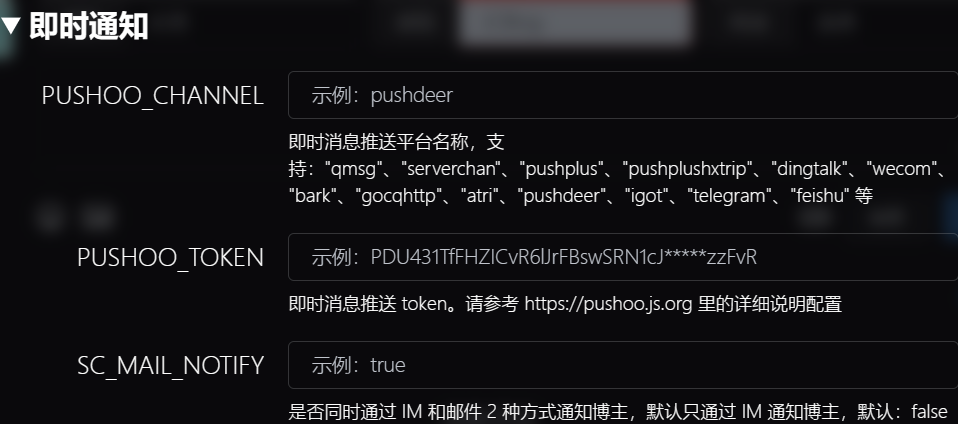 ▼ 即时通知
PUSHOO_CHANNEL
示例：pushdeer
即时消息推送平台名称，支
持："qmsg"、"serverchan"、"pushplus"、"pushplushxtrip"、"dingtalk"、"wecom"、
"bark"、"gocqhttp"、"atri"、"pushdeer"、"igot"、"telegram"、"feishu" 等
PUSHOO_TOKEN
示例：PDU431TfFHZICvR6lJrFBswSRN1cJ*****zzFvR
即时消息推送 token。请参考 https://pushoo.js.org 里的详细说明配置
SC_MAIL_NOTIFY
示例：true
是否同时通过 IM 和邮件 2 种方式通知博主，默认只通过 IM 通知博主，默认：false